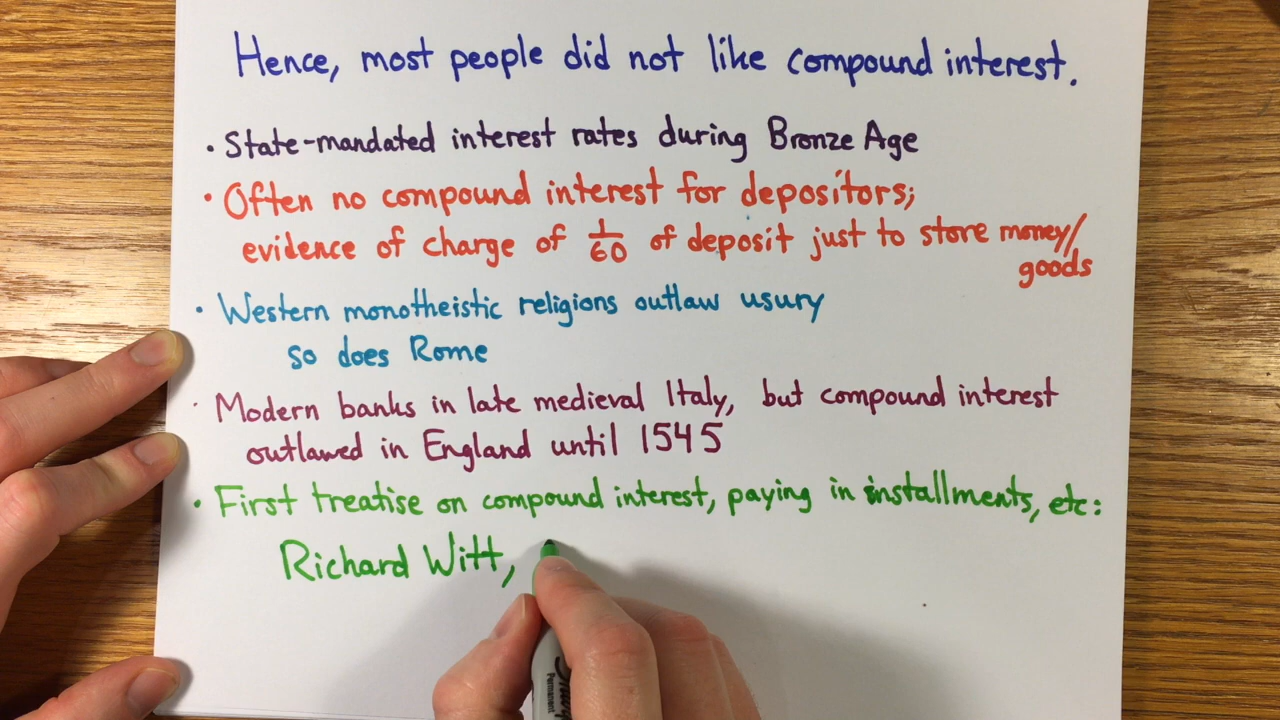 Hence, most people did not like compound interest.
• State-mandated interest rates during Bronze Age
• Often no compound interest for depositors;
evidence of charge of 1/60 of deposit just to store money/
goods
• Western monotheistic religions outlaw usury
so does Rome
• Modern banks in late medieval Italy, but compound interest
outlawed in England until 1545
• First treatise on compound interest, paying in installments, etc:
Richard Witt,
Permanent